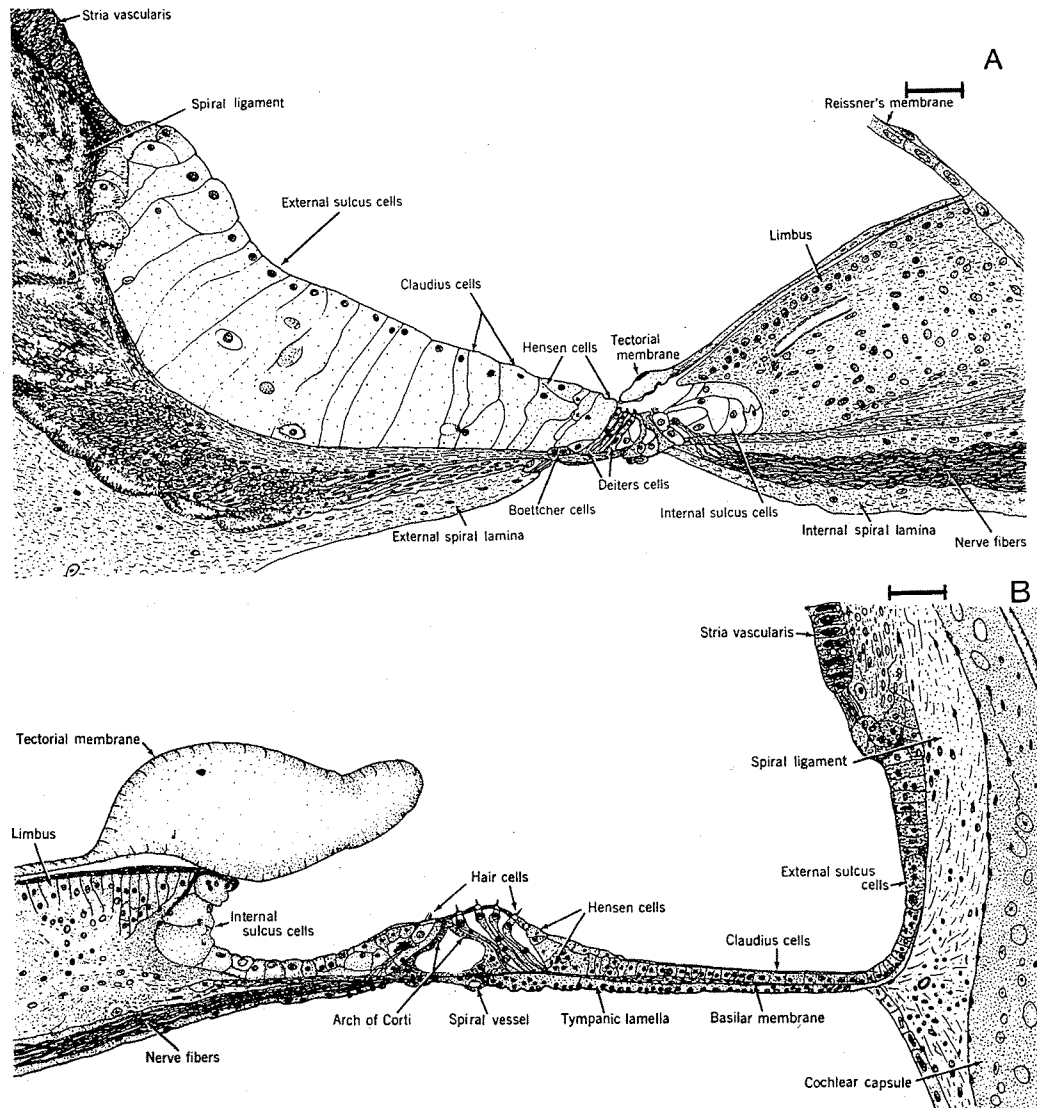 Stria vascularis
A
Spiral ligament
Reissner's membrane
External sulcus cells
Limbus
Claudius cells
Hensen cells
Tectorial
membrane
Deiters cells
Boettcher cells
Internal sulcus cells
External spiral lamina
Internal spiral lamina
Nerve fibers
B
Stria vascularis
Tectorial membrane
Spiral ligament
Limbus
Hair cells
External sulcus
cells
Internal
sulcus cells
Hensen cells
Claudius cells
Arch of Corti
Spiral vessel
Tympanic lamella
Basilar membrane
Nerve fibers
Cochlear capsule